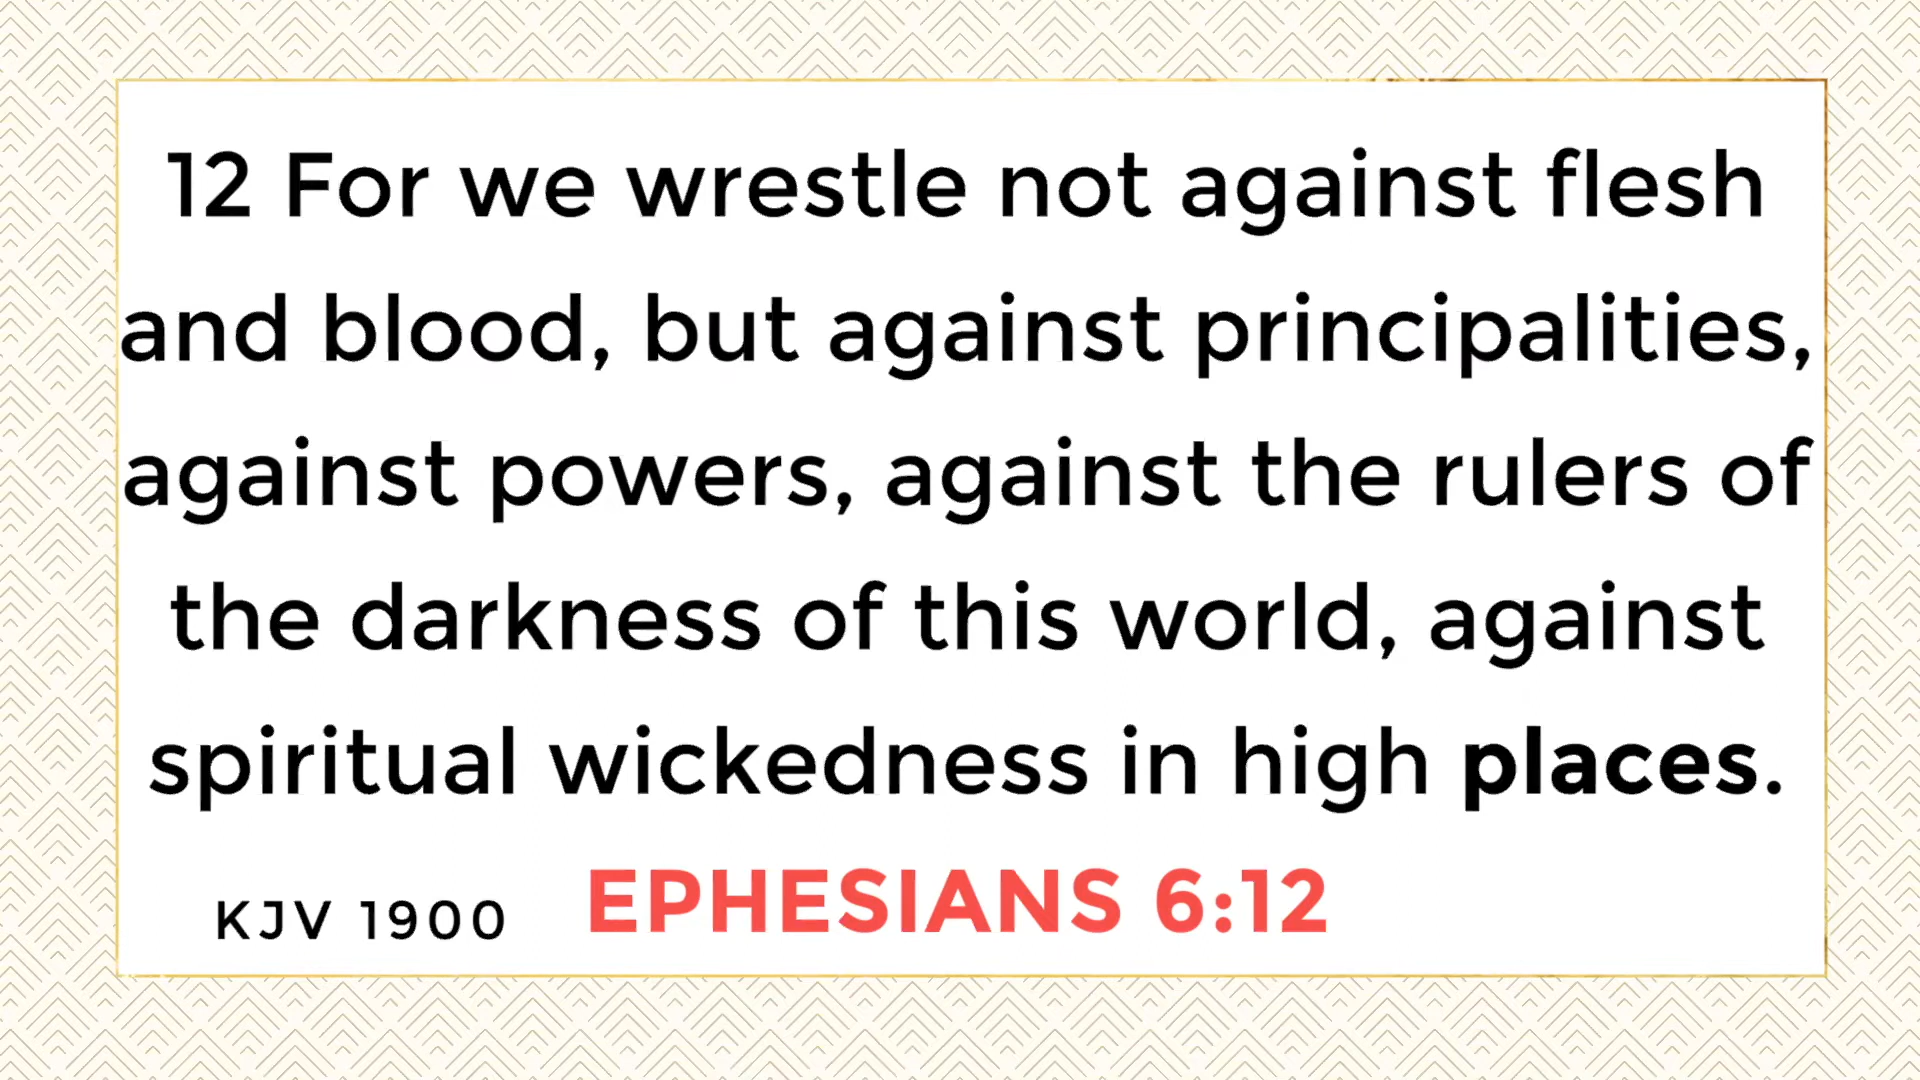 12 For we wrestle not against flesh
and blood, but against principalities,
against powers, against the rulers of
the darkness of this world, against
spiritual wickedness in high places.
KJV 1900 EPHESIANS 6:12